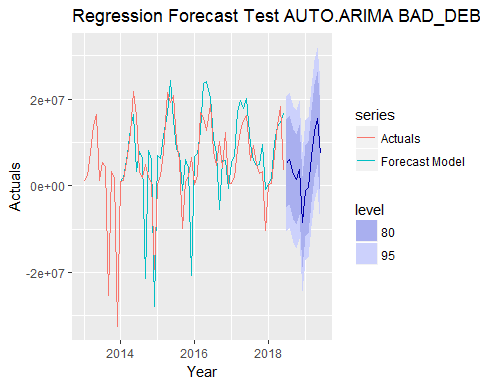 Regression Forecast Test AUTO.ARIMA BAD_DEB
2e+07
0e+00
-2e+07
Actuals
2014
2016
2018
Year
series
Actuals
Forecast Model
level
80
95